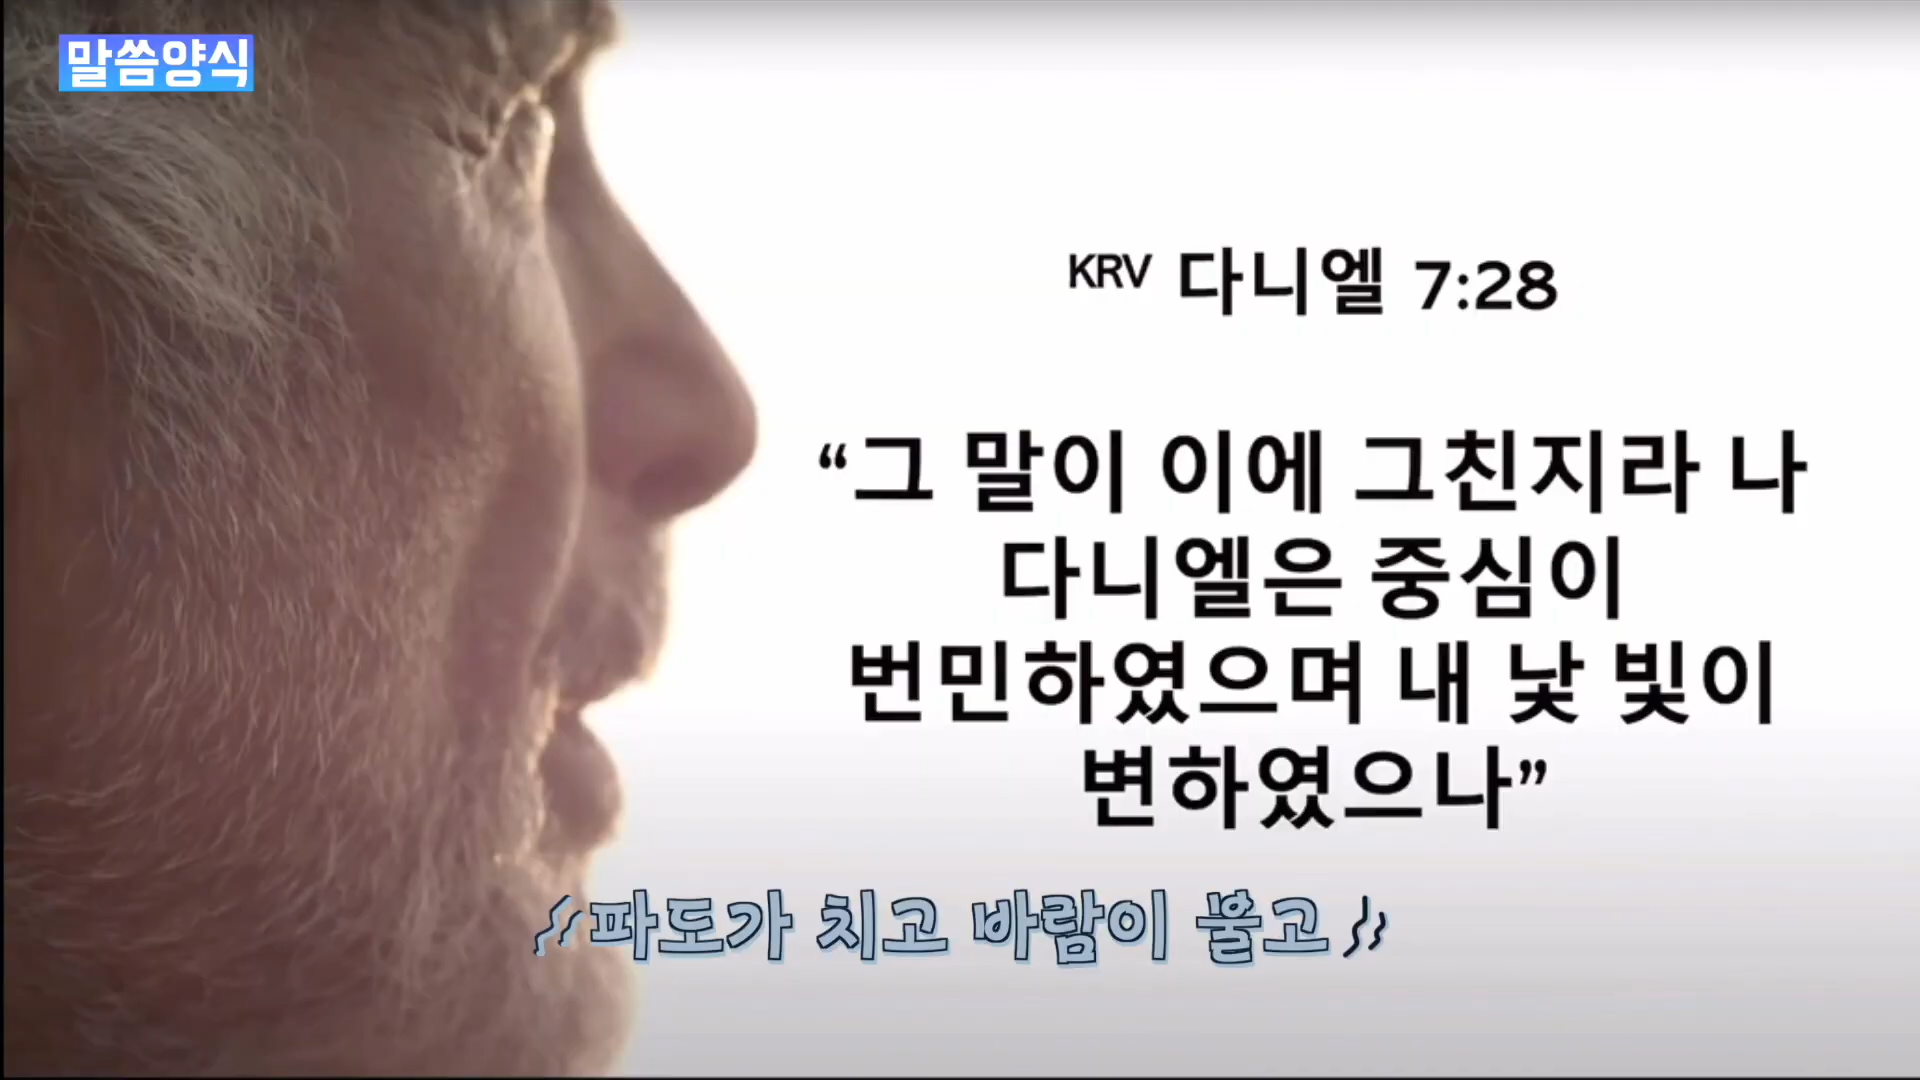 말씀양식
KRV 다니엘 7:28
“그 말이 이에 그친지라 나
다니엘은 중심이
번민하였으며 내 낯 빛이
변하였으나”
파도가 치고 바람이 불고